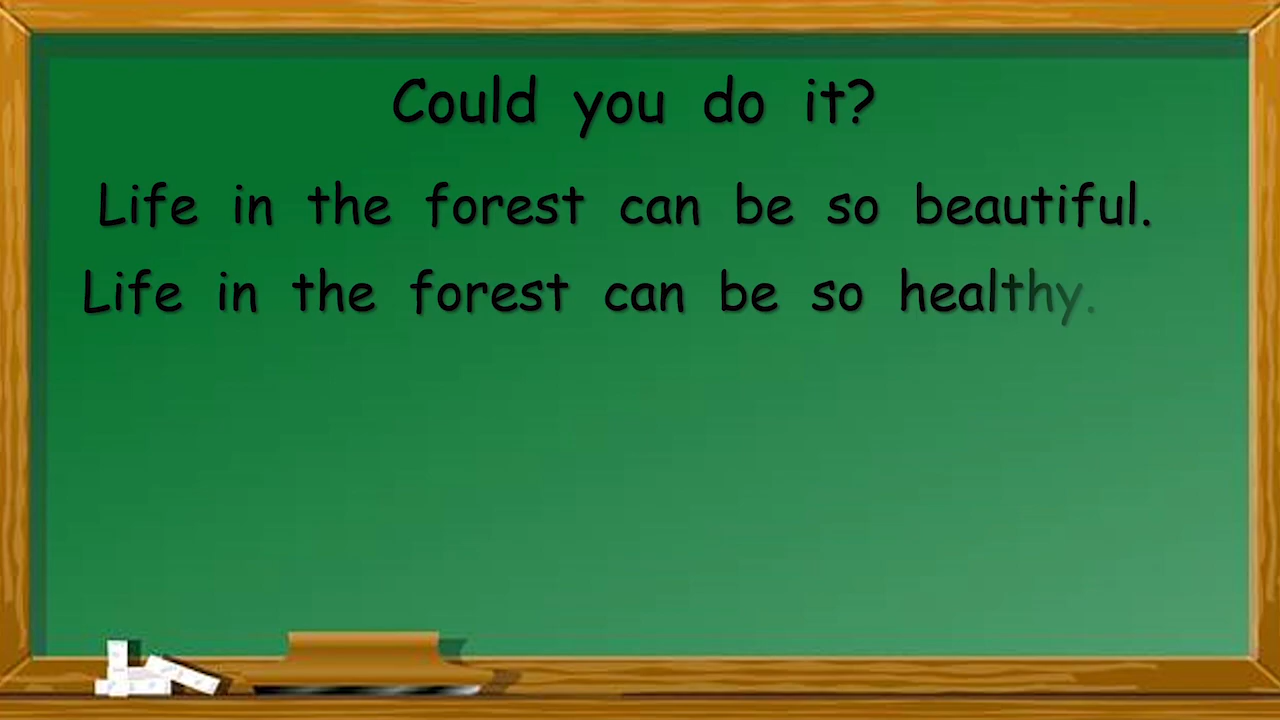 Could you do it?
Life in the forest can be so beautiful.
Life in the forest can be so healthy.